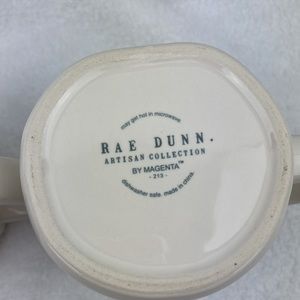 may get hot in microwave
RAE DUNN.
ARTISAN COLLECTION
BY MAGENTA™
- 213 -
dishwasher safe. made in china.